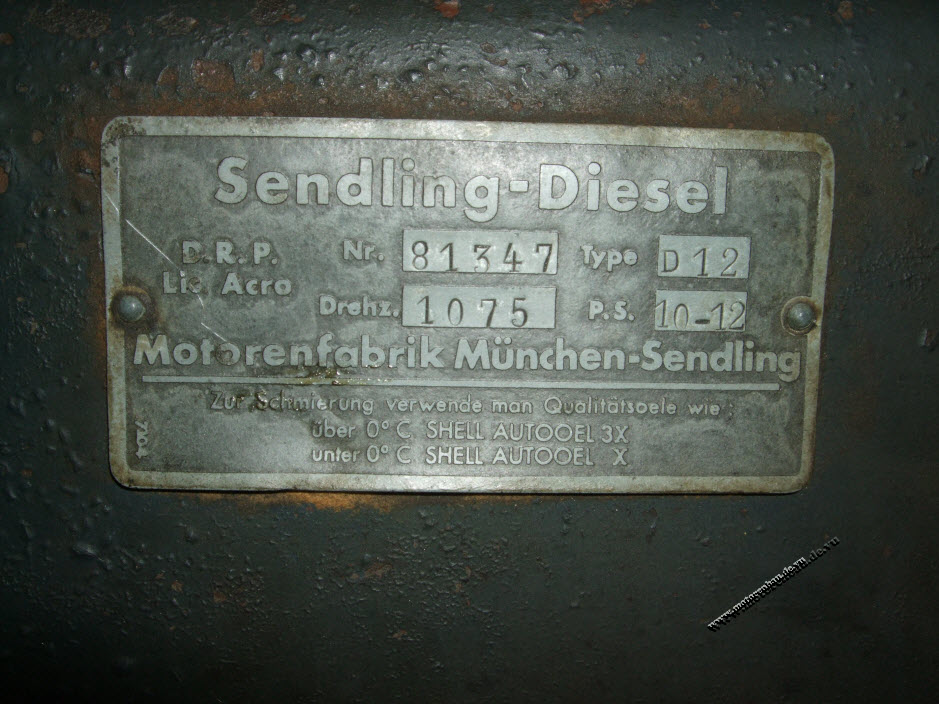 Sendling-Diesel
D.R.P. Nr. 81347 Type D12
Lic. Acro
Drehz. 1075 P.S. 10-12
Motorenfabrik München-Sendling
Zur Schmierung verwende man Qualitätsoele wie:
über 0° C. SHELL AUTOOEL 3X
unter 0° C. SHELL AUTOOEL X
7104